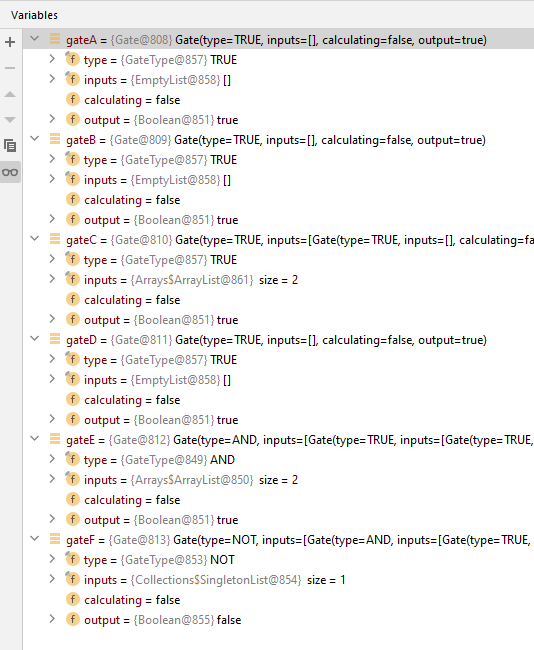 Variables
gateA = {Gate@808} Gate(type=TRUE, inputs=[], calculating=false, output=true)
f type = {GateType@857} TRUE
f inputs = {EmptyList@858} []
f calculating = false
f output = {Boolean@851} true
gateB = {Gate@809} Gate(type=TRUE, inputs=[], calculating=false, output=true)
f type = {GateType@857} TRUE
f inputs = {EmptyList@858} []
f calculating = false
f output = {Boolean@851} true
gateC = {Gate@810} Gate(type=TRUE, inputs=[Gate(type=TRUE, inputs=[], calculating=fa
f type = {GateType@857} TRUE
f inputs = {Arrays$ArrayList@861} size = 2
f calculating = false
f output = {Boolean@851} true
gateD = {Gate@811} Gate(type=TRUE, inputs=[], calculating=false, output=true)
f type = {GateType@857} TRUE
f inputs = {EmptyList@858} []
f calculating = false
f output = {Boolean@851} true
gateE = {Gate@812} Gate(type=AND, inputs=[Gate(type=TRUE, inputs=[Gate(type=TRUE,
f type = {GateType@849} AND
f inputs = {Arrays$ArrayList@850} size = 2
f calculating = false
f output = {Boolean@851} true
gateF = {Gate@813} Gate(type=NOT, inputs=[Gate(type=AND, inputs=[Gate(type=TRUE,
f type = {GateType@853} NOT
f inputs = {Collections$SingletonList@854} size = 1
f calculating = false
f output = {Boolean@855} false